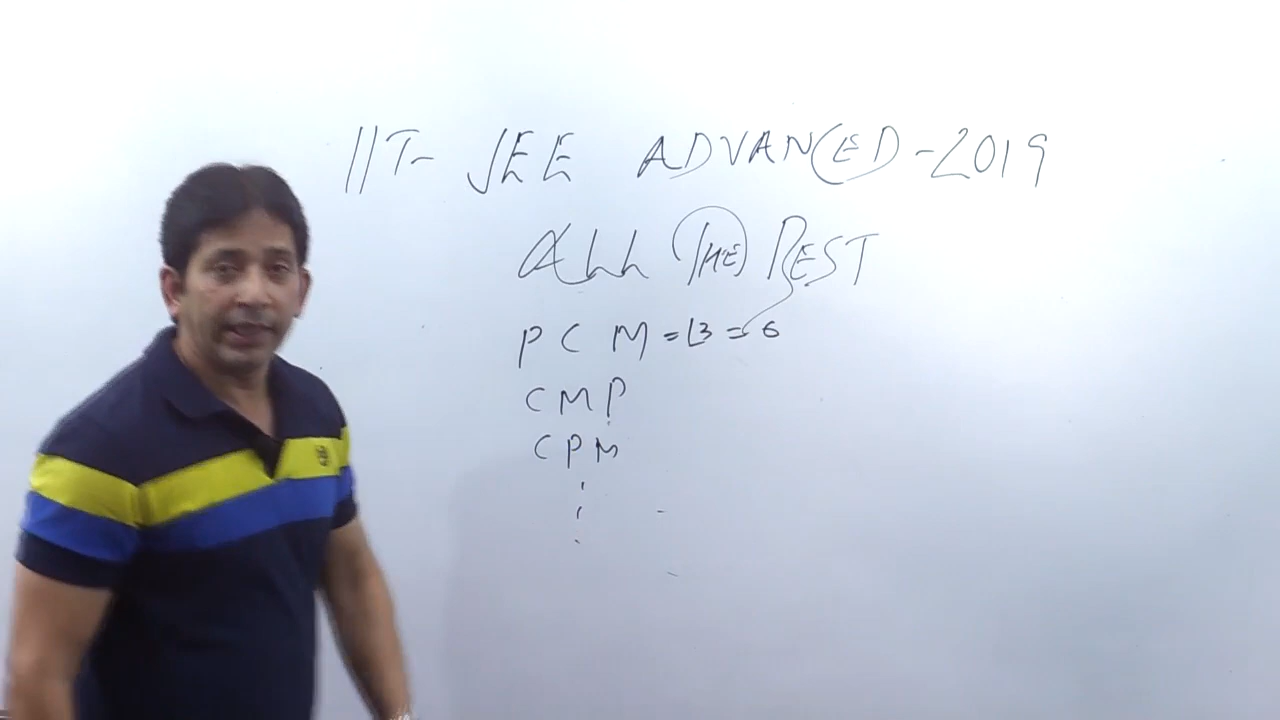 IIT- JEE ADVANCED-2019
ALL THE BEST
P C M = L3 = 6
C M P
C P M